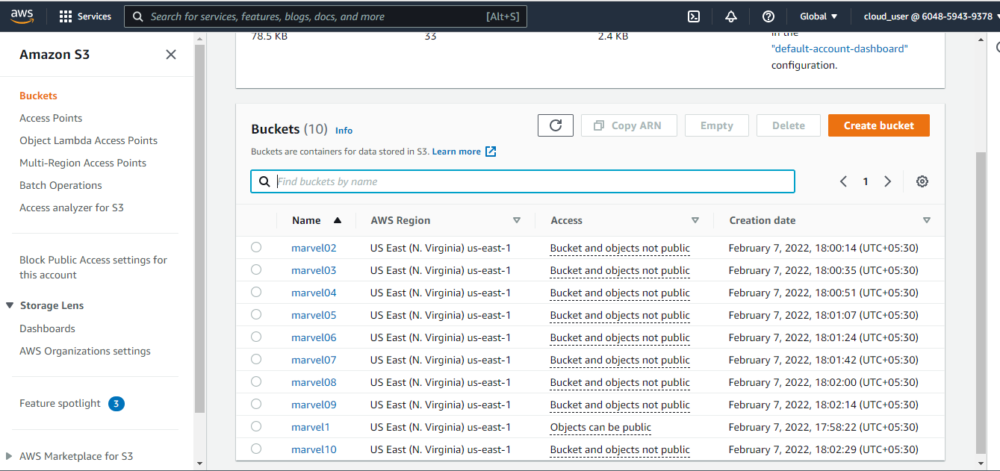 aws
Services
Search for services, features, blogs, docs, and more [Alt+S]
Global
cloud_user @ 6048-5943-9378
Amazon S3
Buckets
Access Points
Object Lambda Access Points
Multi-Region Access Points
Batch Operations
Access analyzer for S3
Block Public Access settings for
this account
Storage Lens
Dashboards
AWS Organizations settings
Feature spotlight 3
AWS Marketplace for S3
78.5 KB 33 2.4 KB in the
"default-account-dashboard"
configuration.
Buckets (10) Info
Copy ARN Empty Delete Create bucket
Buckets are containers for data stored in S3. Learn more
Find buckets by name
1
Name AWS Region Access Creation date
marvel02 US East (N. Virginia) us-east-1 Bucket and objects not public February 7, 2022, 18:00:14 (UTC+05:30)
marvel03 US East (N. Virginia) us-east-1 Bucket and objects not public February 7, 2022, 18:00:35 (UTC+05:30)
marvel04 US East (N. Virginia) us-east-1 Bucket and objects not public February 7, 2022, 18:00:51 (UTC+05:30)
marvel05 US East (N. Virginia) us-east-1 Bucket and objects not public February 7, 2022, 18:01:07 (UTC+05:30)
marvel06 US East (N. Virginia) us-east-1 Bucket and objects not public February 7, 2022, 18:01:24 (UTC+05:30)
marvel07 US East (N. Virginia) us-east-1 Bucket and objects not public February 7, 2022, 18:01:42 (UTC+05:30)
marvel08 US East (N. Virginia) us-east-1 Bucket and objects not public February 7, 2022, 18:02:00 (UTC+05:30)
marvel09 US East (N. Virginia) us-east-1 Bucket and objects not public February 7, 2022, 18:02:14 (UTC+05:30)
marvel1 US East (N. Virginia) us-east-1 Objects can be public February 7, 2022, 17:58:22 (UTC+05:30)
marvel10 US East (N. Virginia) us-east-1 Bucket and objects not public February 7, 2022, 18:02:29 (UTC+05:30)